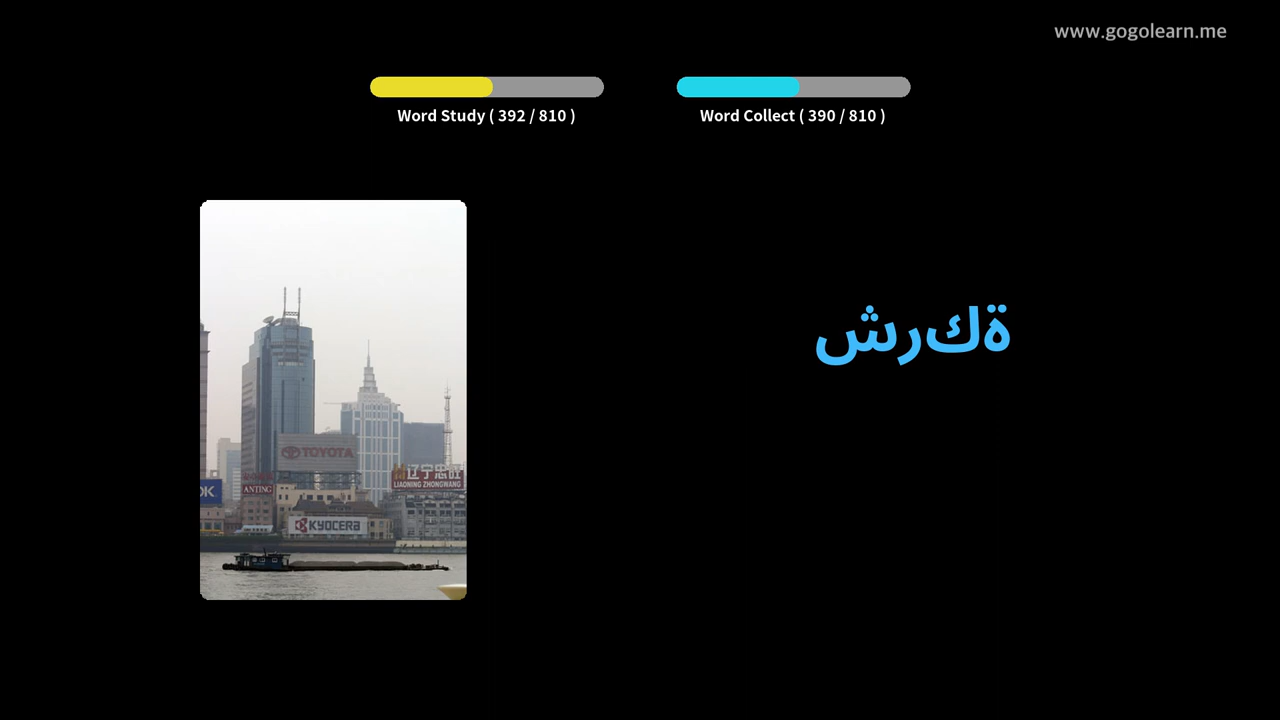 www.gogolearn.me
Word Study ( 392 / 810 )
Word Collect ( 390 / 810 )
شركة
TOYOTA
辽宁忠旺
LIAONING ZHONGWANG
OK
ANTING
KYOCERA